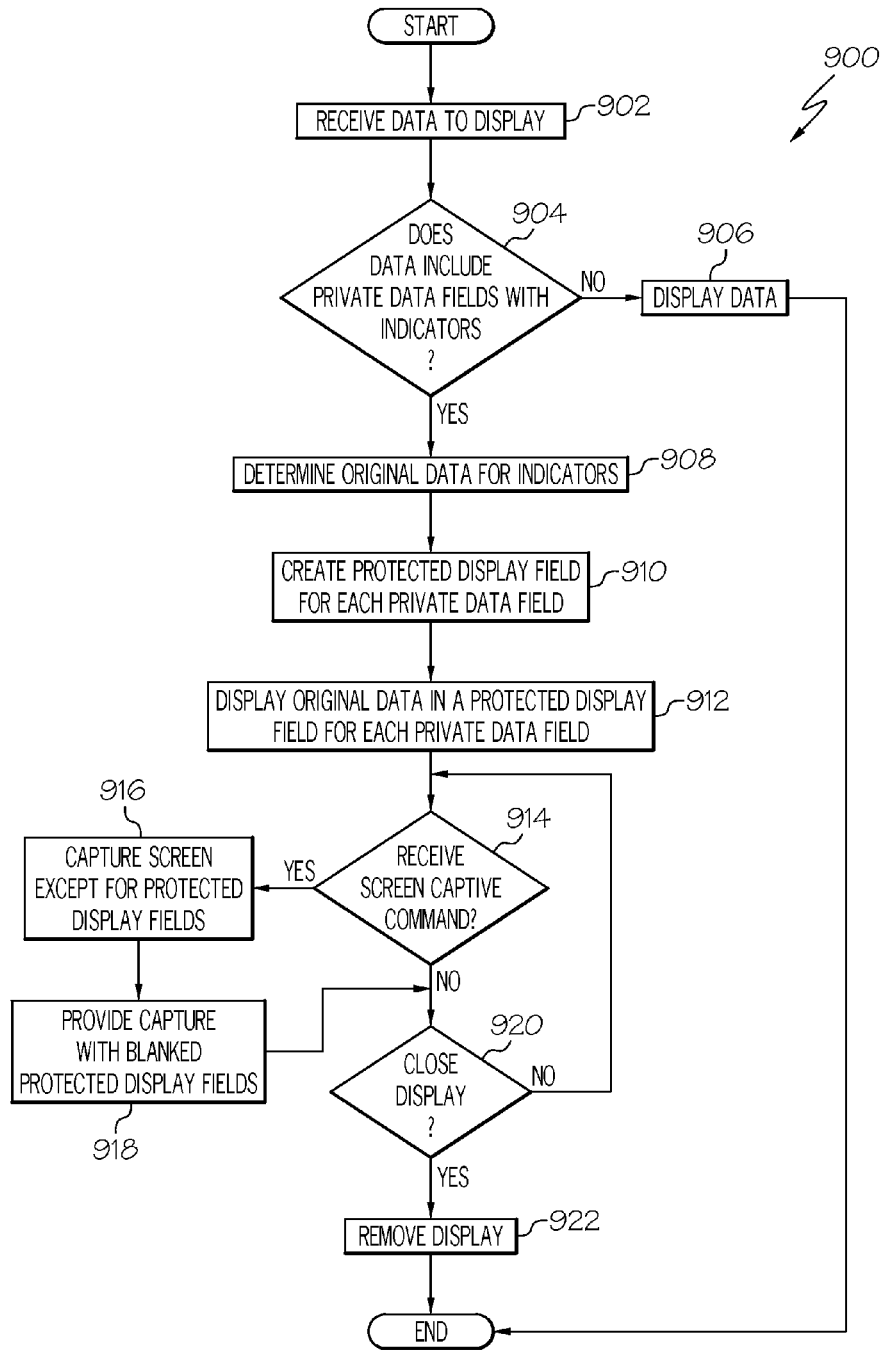 START
900
RECEIVE DATA TO DISPLAY
902
904
DOES
DATA INCLUDE
PRIVATE DATA FIELDS WITH
INDICATORS
?
NO
906
DISPLAY DATA
YES
DETERMINE ORIGINAL DATA FOR INDICATORS
908
CREATE PROTECTED DISPLAY FIELD
FOR EACH PRIVATE DATA FIELD
910
DISPLAY ORIGINAL DATA IN A PROTECTED DISPLAY
FIELD FOR EACH PRIVATE DATA FIELD
912
914
RECEIVE
SCREEN CAPTIVE
COMMAND?
YES
916
CAPTURE SCREEN
EXCEPT FOR PROTECTED
DISPLAY FIELDS
NO
PROVIDE CAPTURE
WITH BLANKED
PROTECTED DISPLAY FIELDS
918
920
CLOSE
DISPLAY
?
NO
YES
REMOVE DISPLAY
922
END